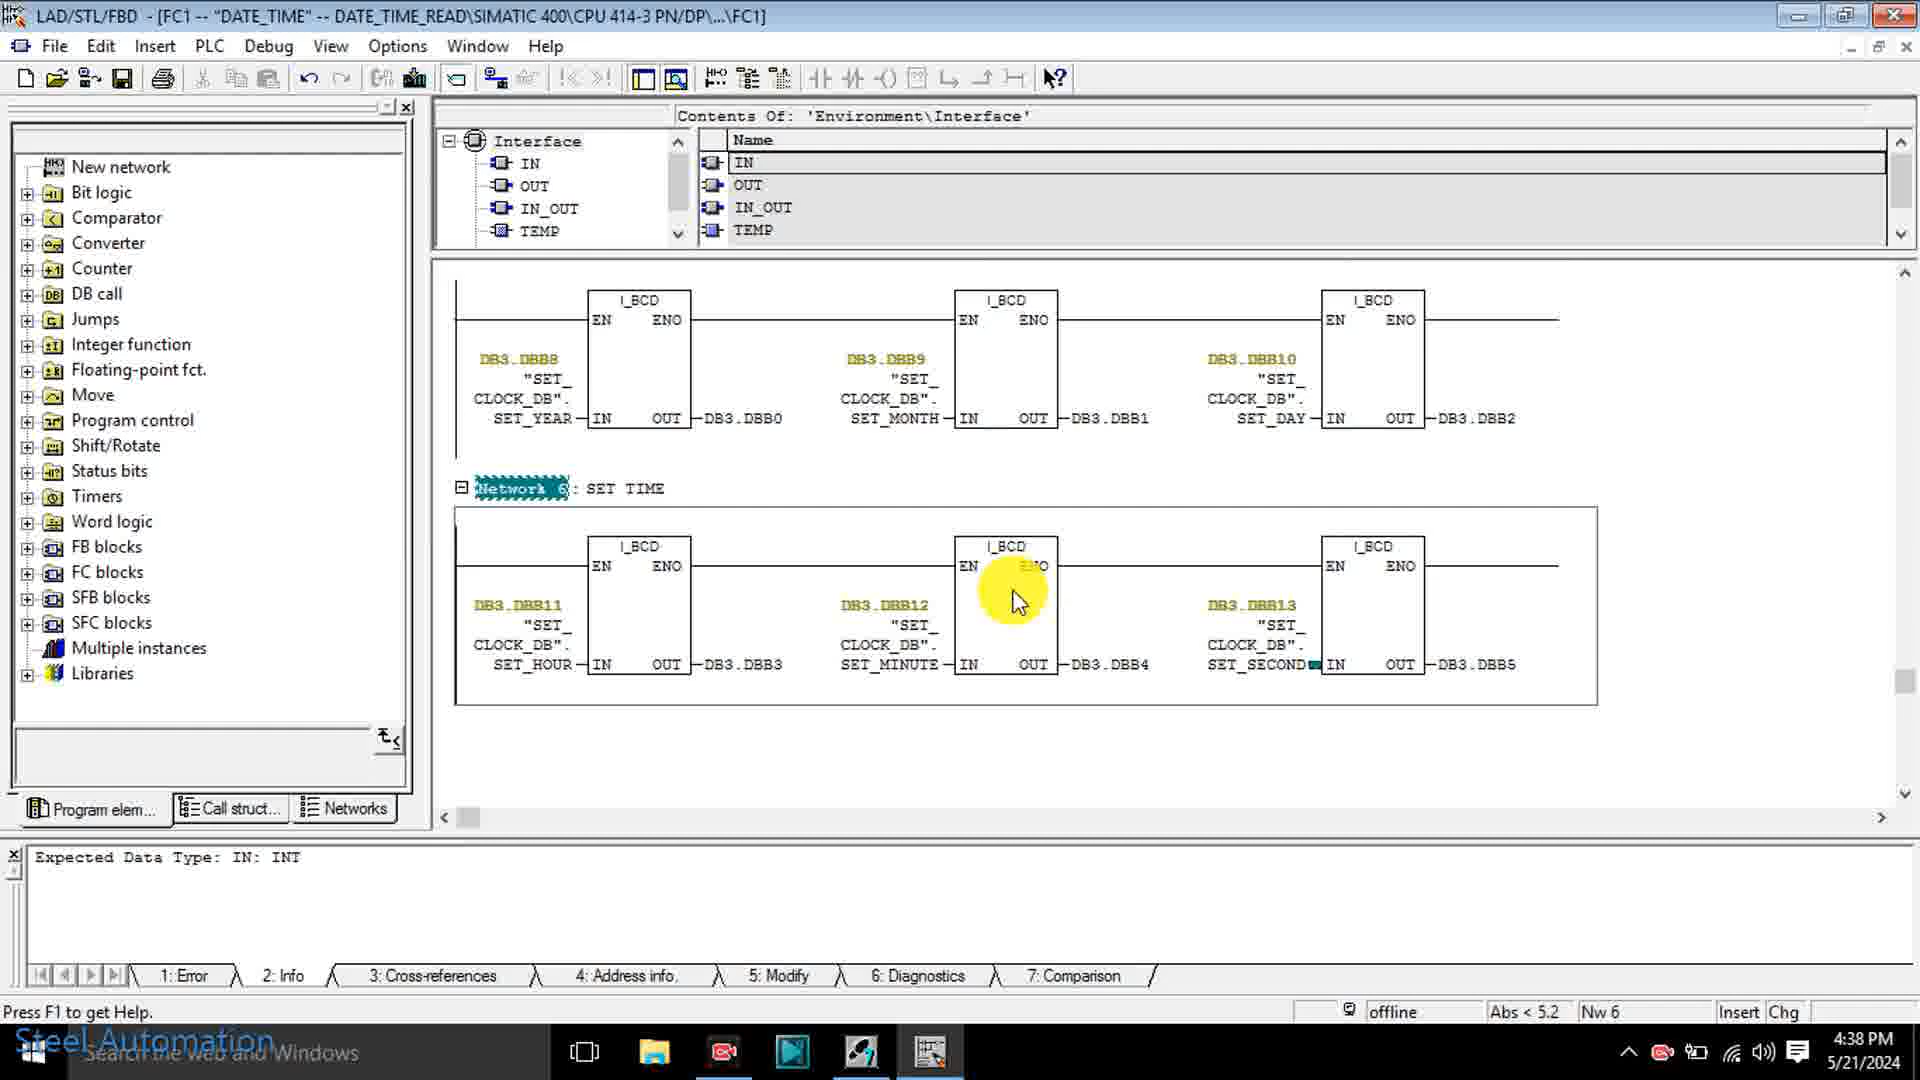 LAD/STL/FBD - [FC1 -- "DATE_TIME" -- DATE_TIME_READ\SIMATIC 400\CPU 414-3 PN/DP\...\FC1]
File Edit Insert PLC Debug View Options Window Help
Contents Of: 'Environment\Interface'
Interface
IN
OUT
IN_OUT
TEMP
Name
IN
OUT
IN_OUT
TEMP
New network
Bit logic
Comparator
Converter
Counter
DB call
Jumps
Integer function
Floating-point fct.
Move
Program control
Shift/Rotate
Status bits
Timers
Word logic
FB blocks
FC blocks
SFB blocks
SFC blocks
Multiple instances
Libraries
Program elem... Call struct... Networks
I_BCD I_BCD I_BCD
EN ENO EN ENO EN ENO
DB3.DBB8 DB3.DBB9 DB3.DBB10
"SET_ "SET_ "SET_
CLOCK_DB". CLOCK_DB". CLOCK_DB".
SET_YEAR IN OUT DB3.DBB0 SET_MONTH IN OUT DB3.DBB1 SET_DAY IN OUT DB3.DBB2
Network 6: SET TIME
I_BCD I_BCD I_BCD
EN ENO EN ENO EN ENO
DB3.DBB11 DB3.DBB12 DB3.DBB13
"SET_ "SET_ "SET_
CLOCK_DB". CLOCK_DB". CLOCK_DB".
SET_HOUR IN OUT DB3.DBB3 SET_MINUTE IN OUT DB3.DBB4 SET_SECOND IN OUT DB3.DBB5
Expected Data Type: IN: INT
1: Error 2: Info 3: Cross-references 4: Address info. 5: Modify 6: Diagnostics 7: Comparison
Press F1 to get Help.
offline Abs < 5.2 Nw 6 Insert Chg
Steel Automation
Search the web and Windows
4:38 PM
5/21/2024